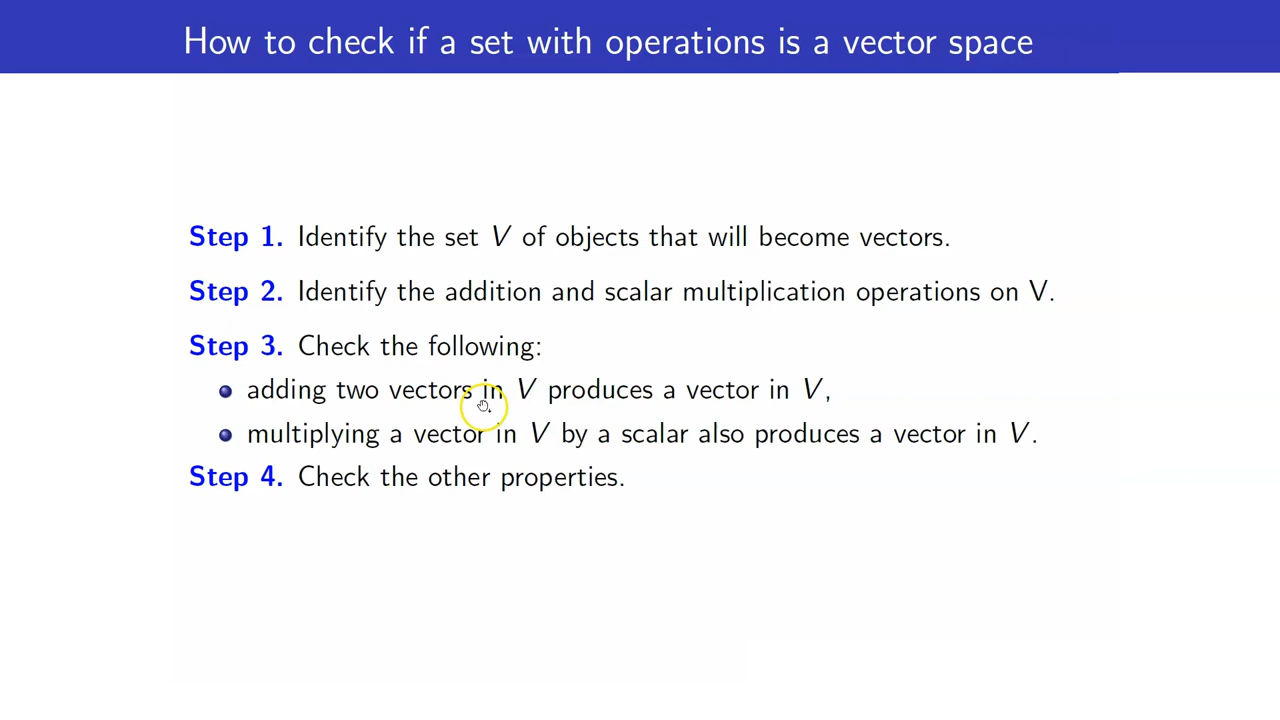 How to check if a set with operations is a vector space
Step 1. Identify the set V of objects that will become vectors.
Step 2. Identify the addition and scalar multiplication operations on V.
Step 3. Check the following:
adding two vectors in V produces a vector in V,
multiplying a vector in V by a scalar also produces a vector in V.
Step 4. Check the other properties.